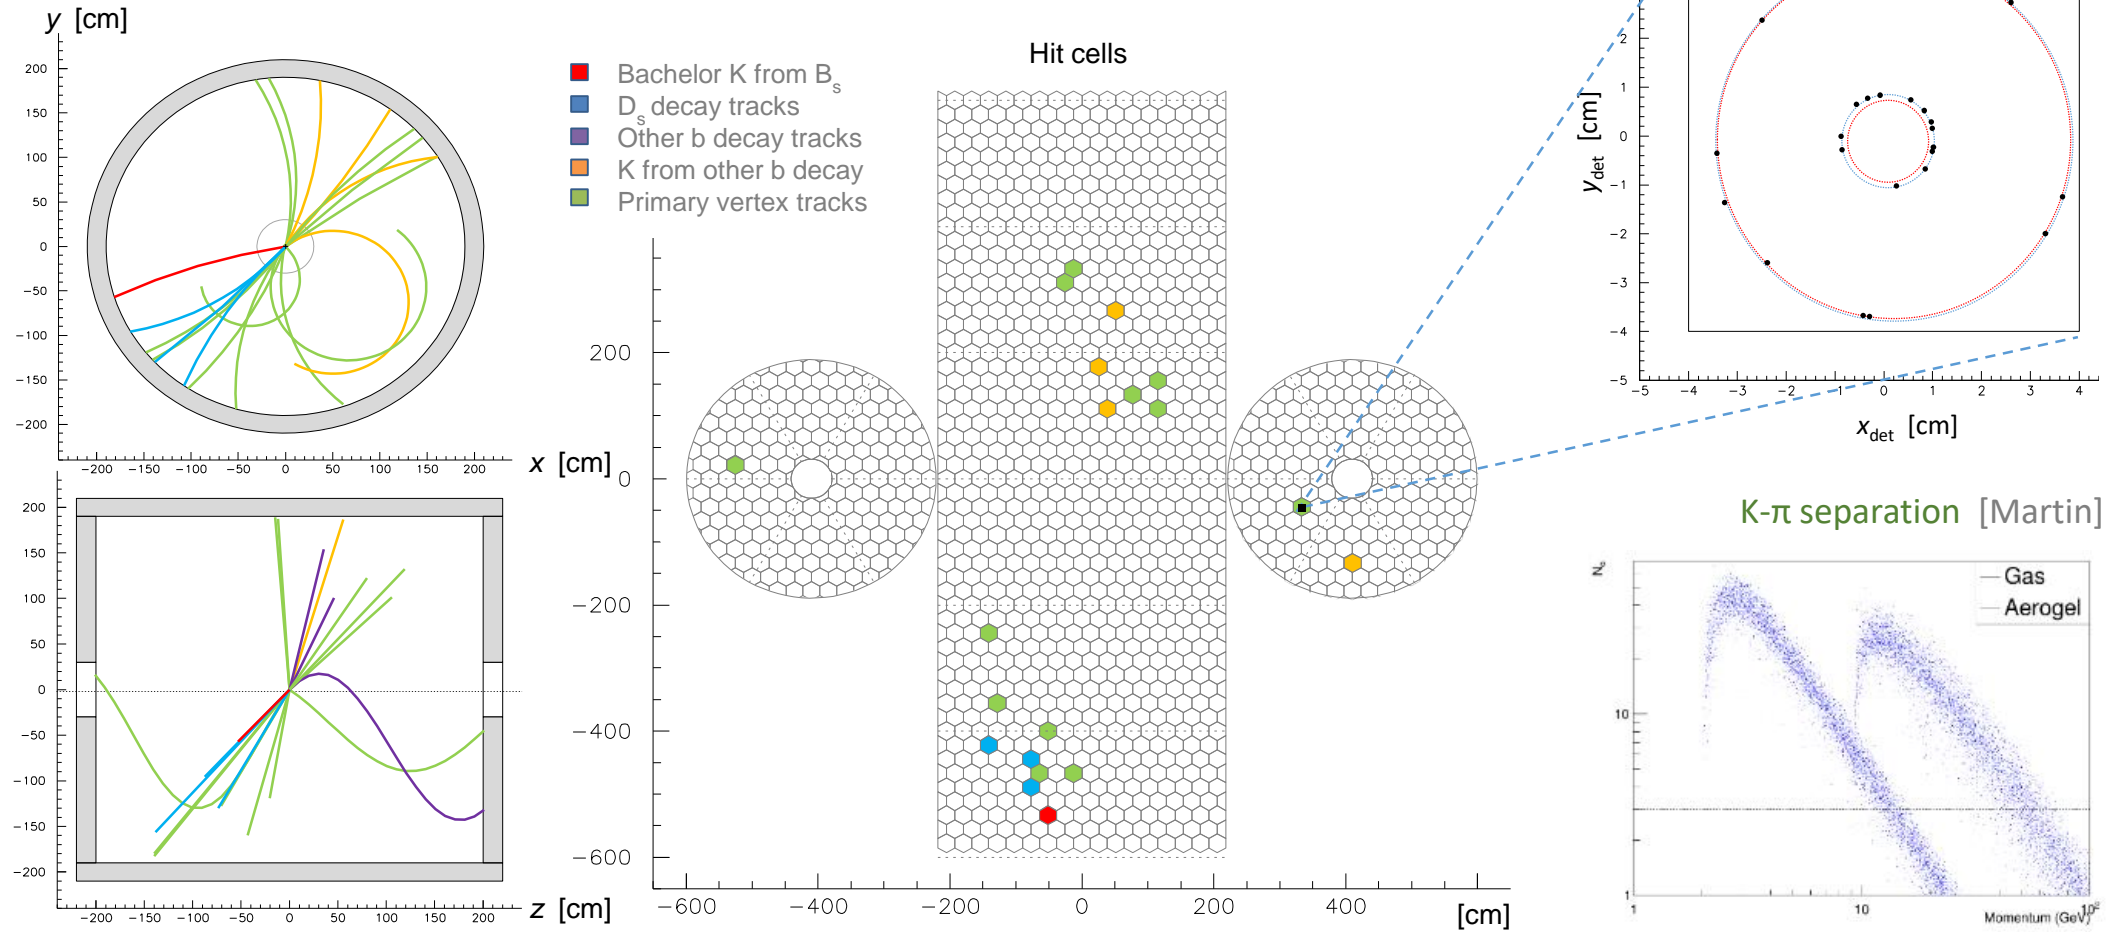 y [cm]
200
150
100
50
0
−50
−100
−150
−200
−200 −150 −100 −50 0 50 100 150 200
x [cm]
200
150
100
50
0
−50
−100
−150
−200
−200 −150 −100 −50 0 50 100 150 200
z [cm]
Bachelor K from Bs
Ds decay tracks
Other b decay tracks
K from other b decay
Primary vertex tracks
Hit cells
200
0
−200
−400
−600
−600 −400 −200 0 200 400
[cm]
2
1
0
−1
−2
−3
−4
−5
ydet [cm]
−5 −4 −3 −2 −1 0 1 2 3 4
xdet [cm]
K-π separation [Martin]
Nσ
Gas
Aerogel
10
1
1 10 10²
Momentum (GeV)